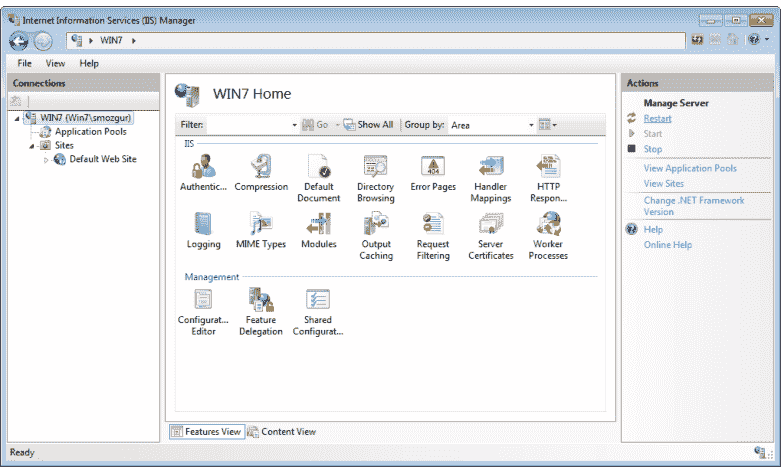 Internet Information Services (IIS) Manager
WIN7
File View Help
Connections
WIN7 (Win7\smozgur)
Application Pools
Sites
Default Web Site
WIN7 Home
Filter: Go Show All Group by: Area
IIS
Authentic... Compression Default Document Directory Browsing Error Pages Handler Mappings HTTP Respon...
Logging MIME Types Modules Output Caching Request Filtering Server Certificates Worker Processes
Management
Configurat... Editor Feature Delegation Shared Configurat...
Features View Content View
Actions
Manage Server
Restart
Start
Stop
View Application Pools
View Sites
Change .NET Framework
Version
Help
Online Help
Ready